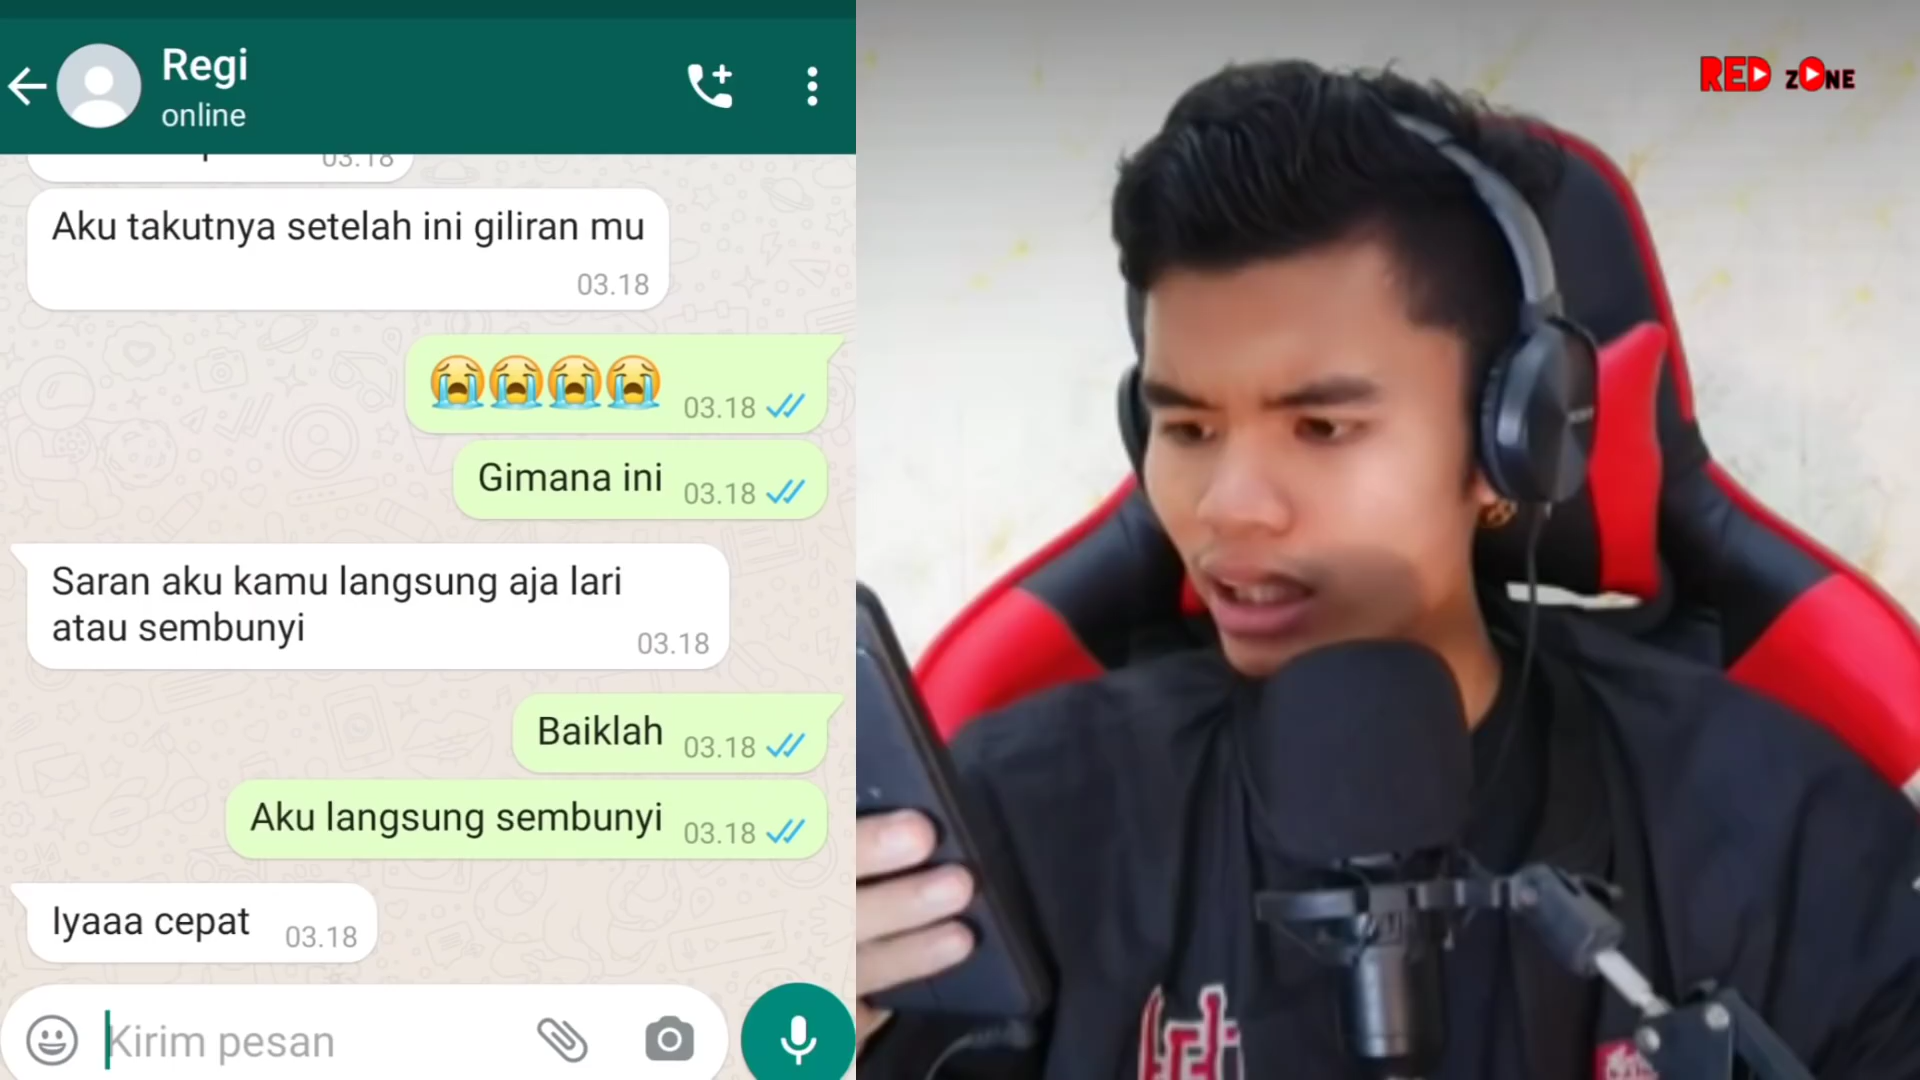 Regi
online
03.18
Aku takutnya setelah ini giliran mu
03.18
😭😭😭😭 03.18
Gimana ini 03.18
Saran aku kamu langsung aja lari
atau sembunyi 03.18
Baiklah 03.18
Aku langsung sembunyi 03.18
Iyaaa cepat 03.18
Kirim pesan
RED ZONE